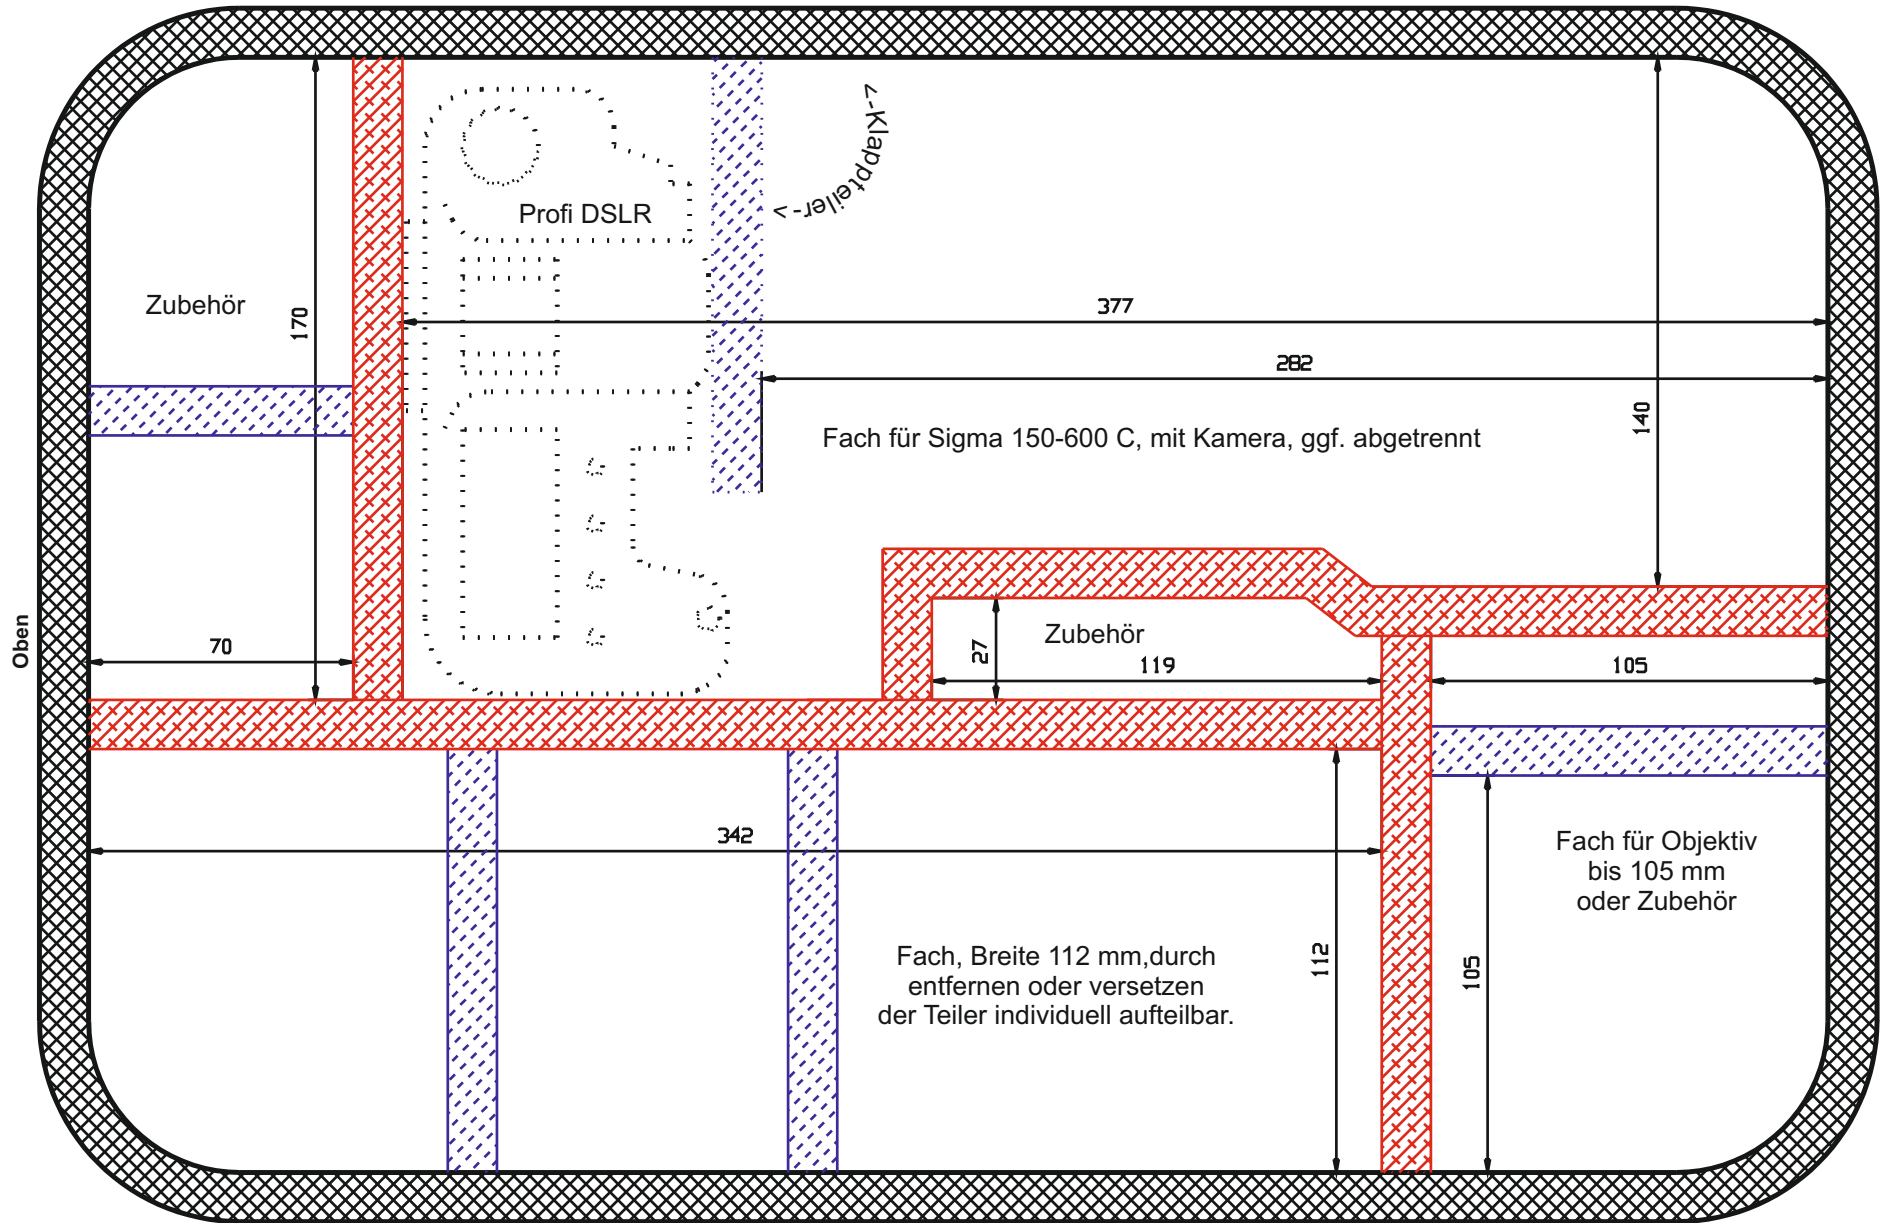 <-Klappteiler->
Profi DSLR
Zubehör
170
377
282
140
Fach für Sigma 150-600 C, mit Kamera, ggf. abgetrennt
Oben
70
27
Zubehör
119
105
342
112
105
Fach für Objektiv
bis 105 mm
oder Zubehör
Fach, Breite 112 mm,durch
entfernen oder versetzen
der Teiler individuell aufteilbar.